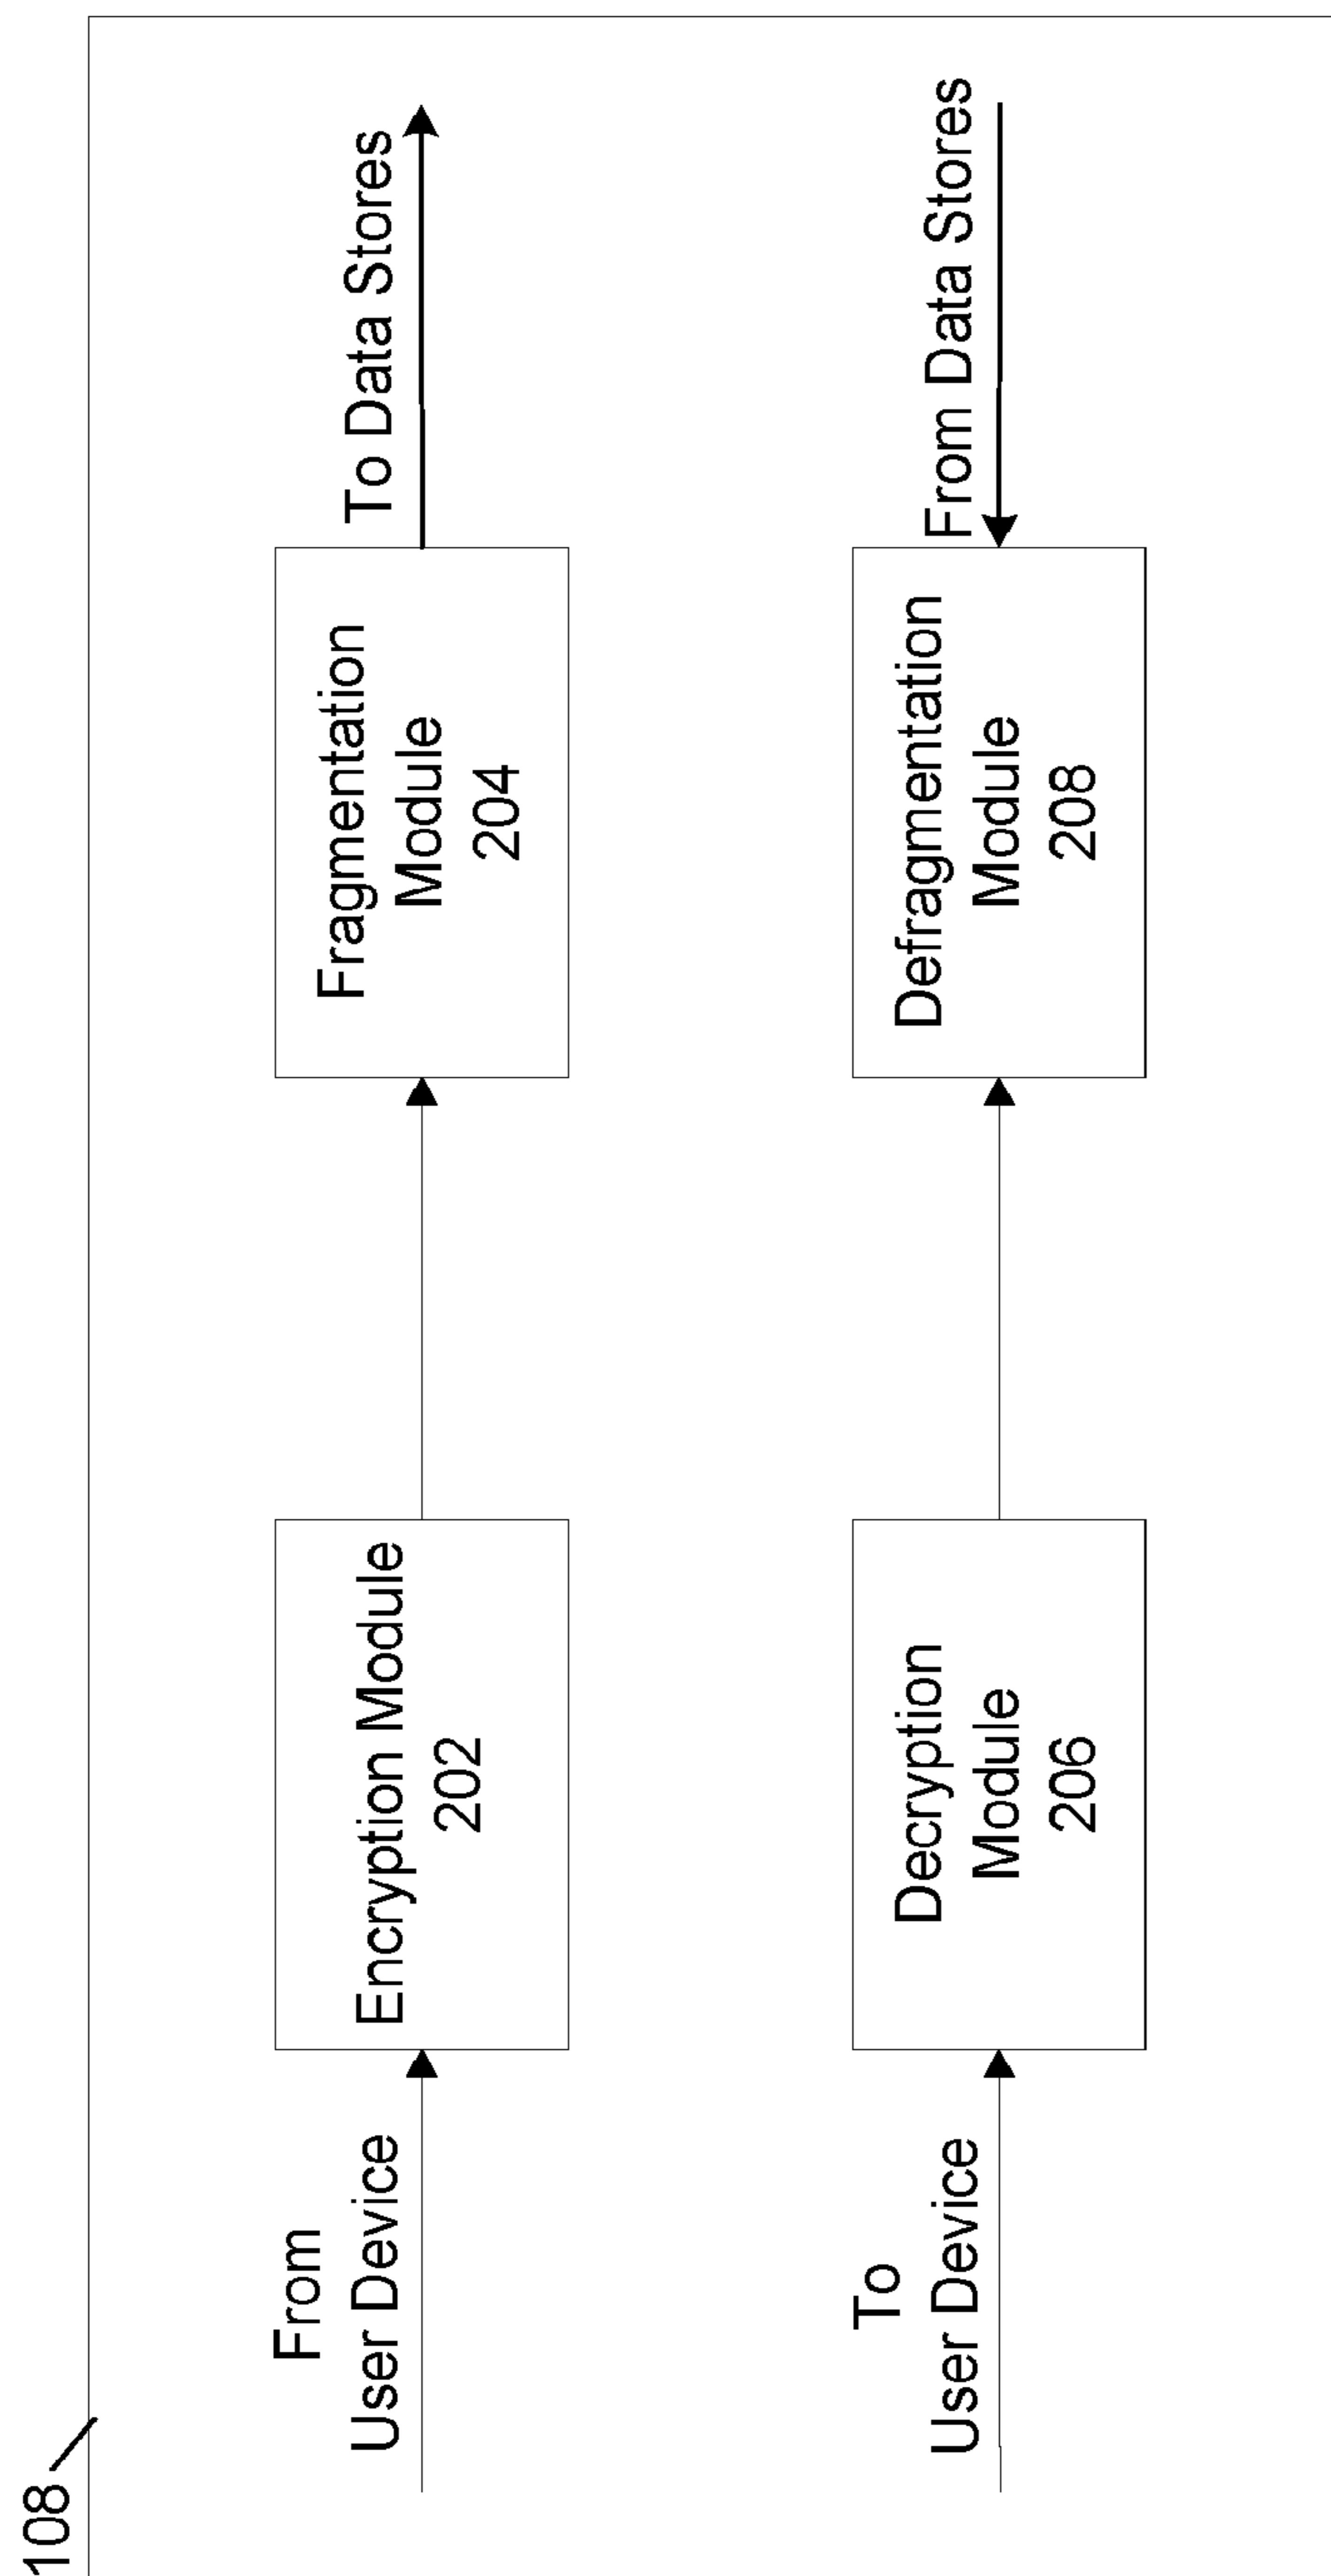 108
From
User Device
Encryption Module
202
Fragmentation
Module
204
To Data Stores
To
User Device
Decryption
Module
206
Defragmentation
Module
208
From Data Stores